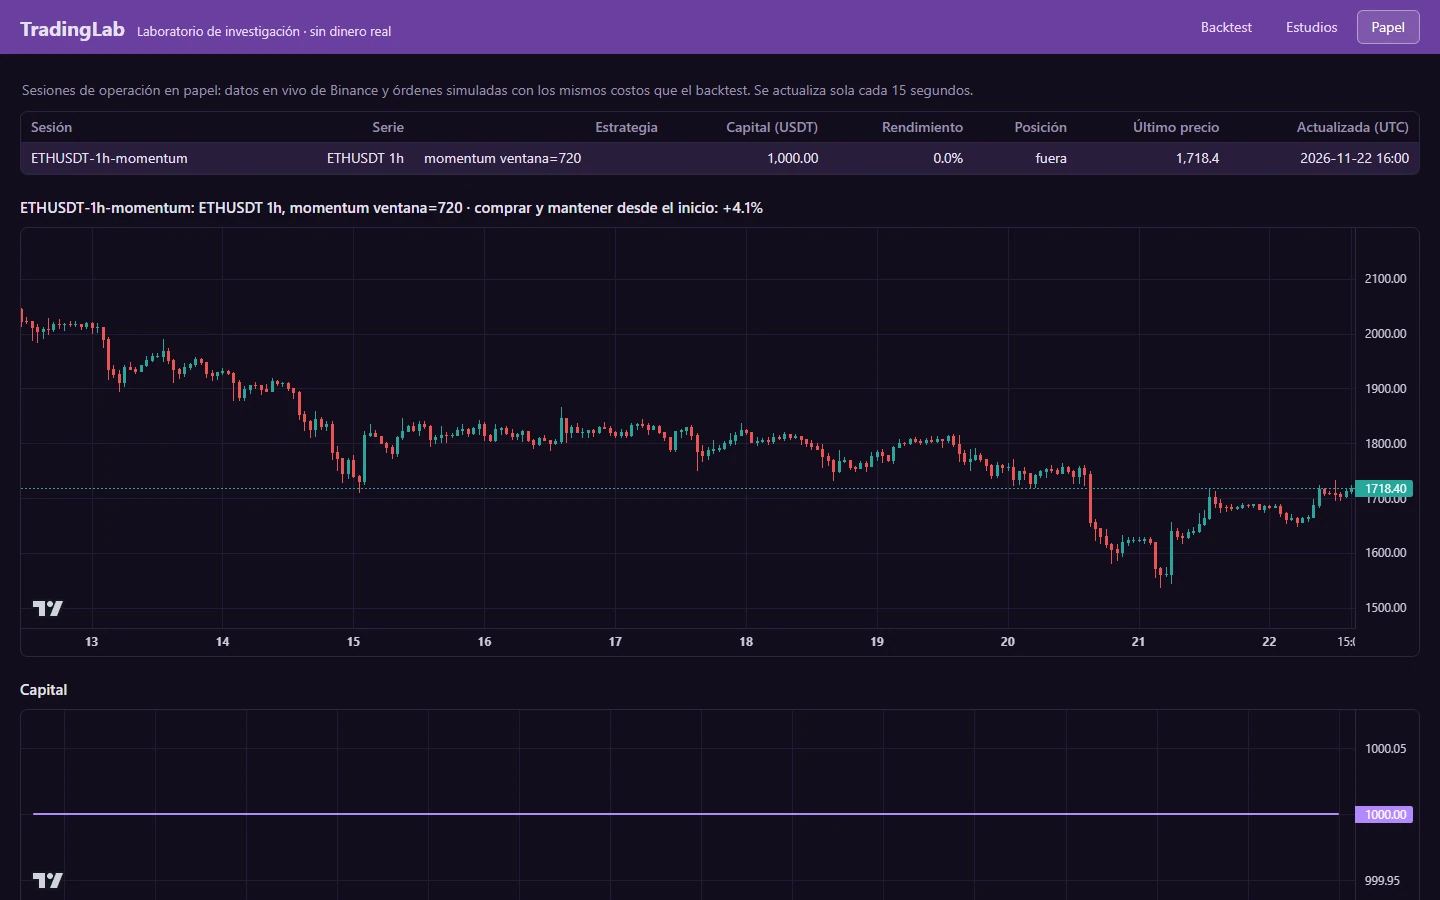 TradingLab Laboratorio de investigación · sin dinero real Backtest Estudios Papel
Sesiones de operación en papel: datos en vivo de Binance y órdenes simuladas con los mismos costos que el backtest. Se actualiza sola cada 15 segundos.
Sesión Serie Estrategia Capital (USDT) Rendimiento Posición Último precio Actualizada (UTC)
ETHUSDT-1h-momentum ETHUSDT 1h momentum ventana=720 1,000.00 0.0% fuera 1,718.4 2026-11-22 16:00
ETHUSDT-1h-momentum: ETHUSDT 1h, momentum ventana=720 · comprar y mantener desde el inicio: +4.1%
2100.00
2000.00
1900.00
1800.00
1718.40
1700.00
1600.00
1500.00
13 14 15 16 17 18 19 20 21 22
Capital
1000.05
1000.00
999.95